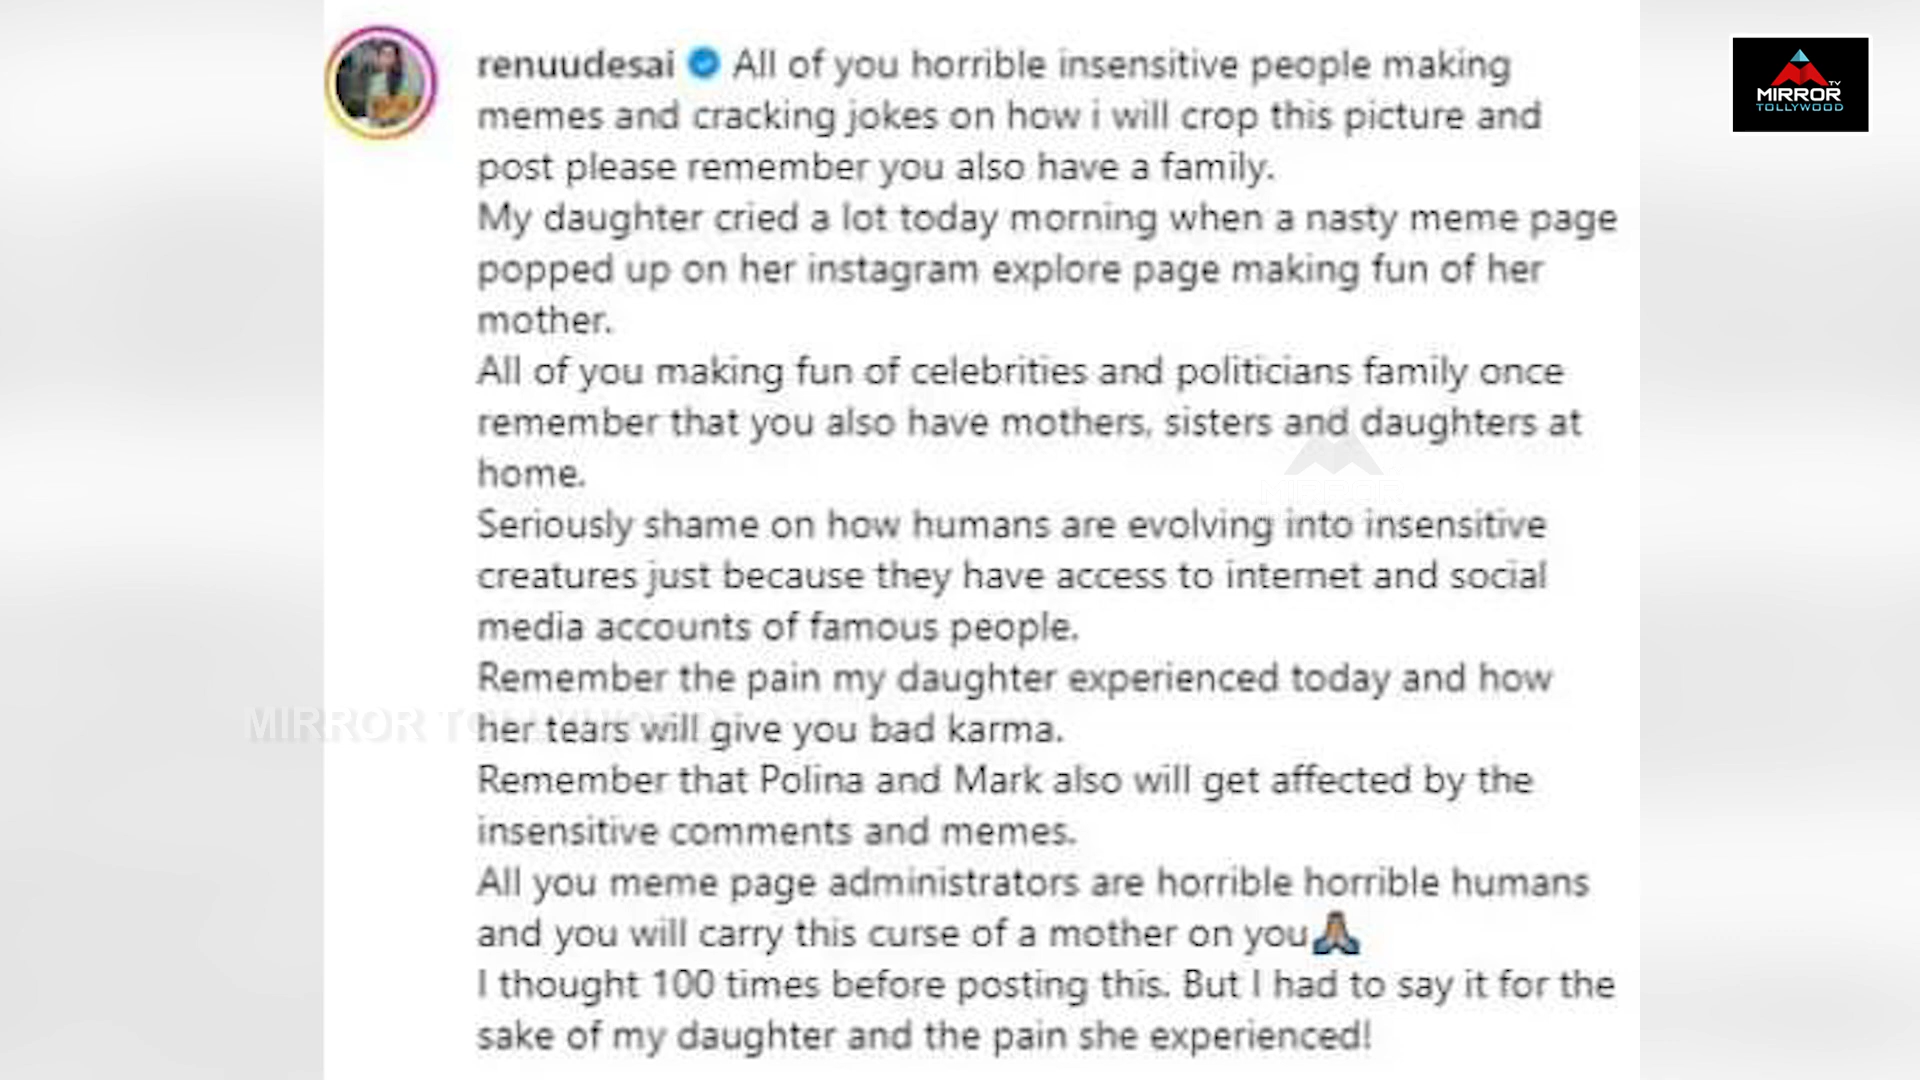 renuudesai All of you horrible insensitive people making
memes and cracking jokes on how i will crop this picture and
post please remember you also have a family.
My daughter cried a lot today morning when a nasty meme page
popped up on her instagram explore page making fun of her
mother.
All of you making fun of celebrities and politicians family once
remember that you also have mothers, sisters and daughters at
home.
Seriously shame on how humans are evolving into insensitive
creatures just because they have access to internet and social
media accounts of famous people.
Remember the pain my daughter experienced today and how
her tears will give you bad karma.
Remember that Polina and Mark also will get affected by the
insensitive comments and memes.
All you meme page administrators are horrible horrible humans
and you will carry this curse of a mother on you🙏🏽
I thought 100 times before posting this. But I had to say it for the
sake of my daughter and the pain she experienced!
TV
MIRROR
TOLLYWOOD
MIRROR TOLLYWOOD